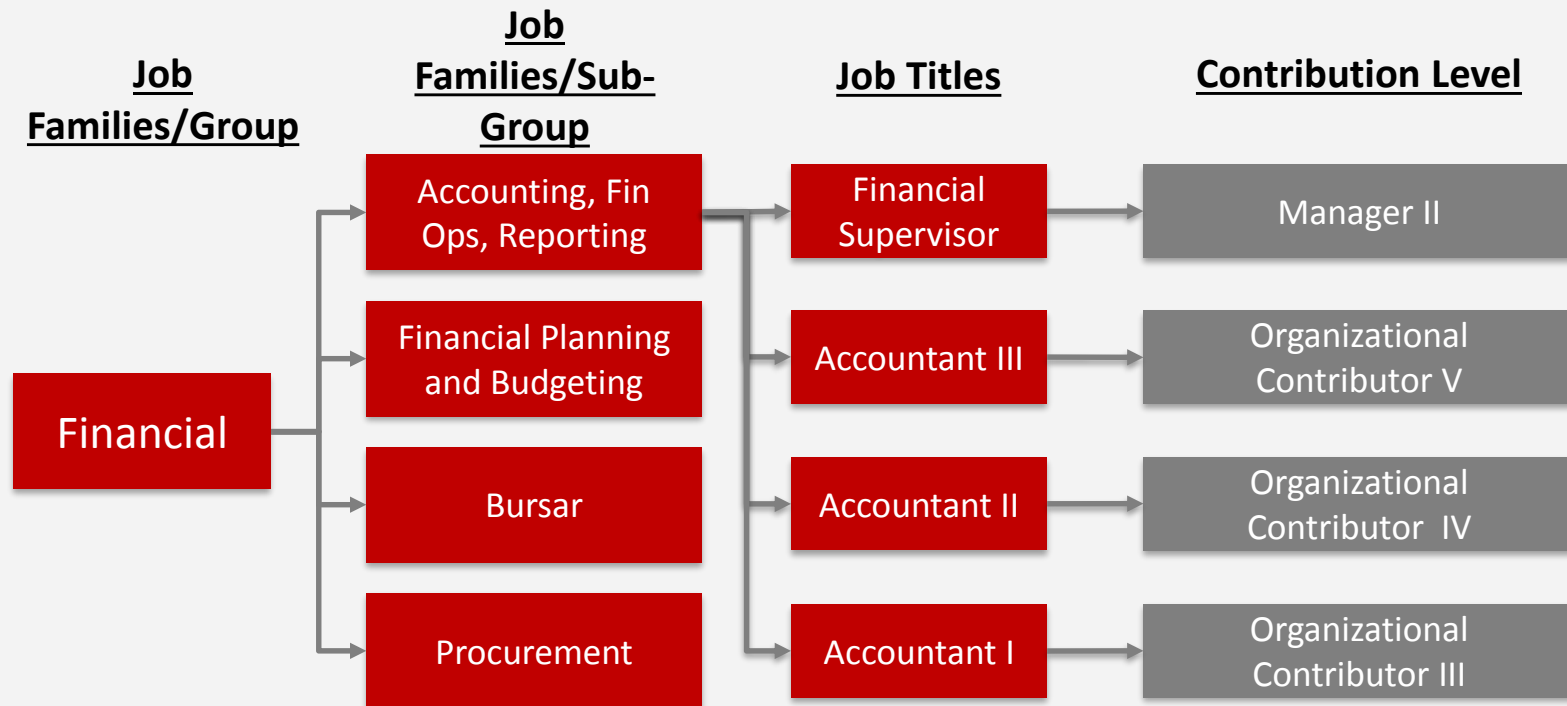 Job
Families/Group
Job
Families/Sub-
Group
Job Titles
Contribution Level
Financial
Accounting, Fin
Ops, Reporting
Financial Planning
and Budgeting
Bursar
Procurement
Financial
Supervisor
Accountant III
Accountant II
Accountant I
Manager II
Organizational
Contributor V
Organizational
Contributor IV
Organizational
Contributor III